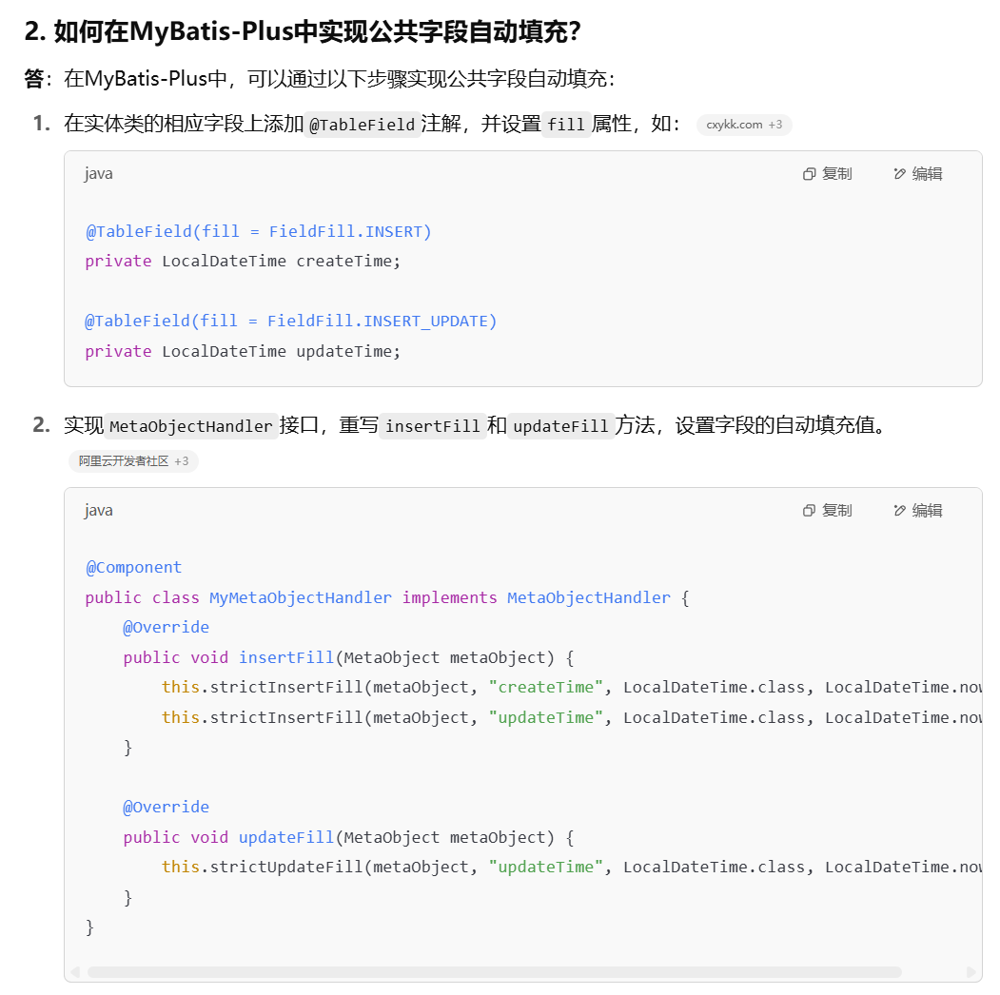 2. 如何在MyBatis-Plus中实现公共字段自动填充？
答：在MyBatis-Plus中，可以通过以下步骤实现公共字段自动填充：
1. 在实体类的相应字段上添加 @TableField 注解，并设置 fill 属性，如： cxykk.com +3
java 复制 编辑
@TableField(fill = FieldFill.INSERT)
private LocalDateTime createTime;
@TableField(fill = FieldFill.INSERT_UPDATE)
private LocalDateTime updateTime;
2. 实现 MetaObjectHandler 接口，重写 insertFill 和 updateFill 方法，设置字段的自动填充值。
阿里云开发者社区 +3
java 复制 编辑
@Component
public class MyMetaObjectHandler implements MetaObjectHandler {
    @Override
    public void insertFill(MetaObject metaObject) {
        this.strictInsertFill(metaObject, "createTime", LocalDateTime.class, LocalDateTime.now
        this.strictInsertFill(metaObject, "updateTime", LocalDateTime.class, LocalDateTime.now
    }
    @Override
    public void updateFill(MetaObject metaObject) {
        this.strictUpdateFill(metaObject, "updateTime", LocalDateTime.class, LocalDateTime.now
    }
}